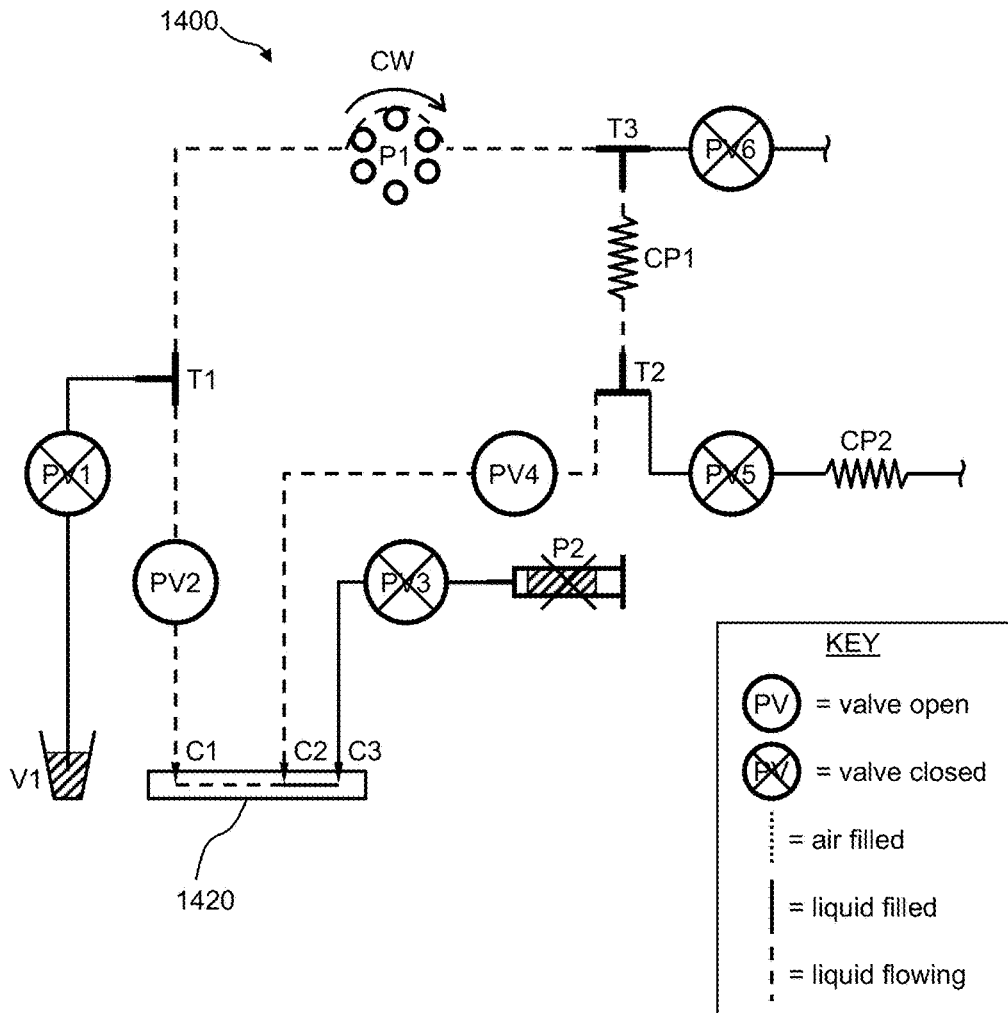 1400
CW
P1
T3
PV6
CP1
T1
T2
PV1
PV4
PV5
CP2
PV2
PV3
P2
V1
C1
C2
C3
1420
KEY
PV = valve open
PV = valve closed
= air filled
= liquid filled
= liquid flowing